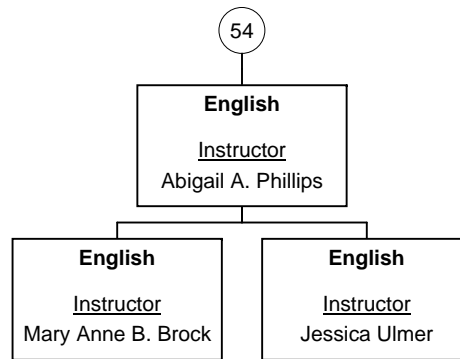 54
English
Instructor
Abigail A. Phillips
English
Instructor
Mary Anne B. Brock
English
Instructor
Jessica Ulmer